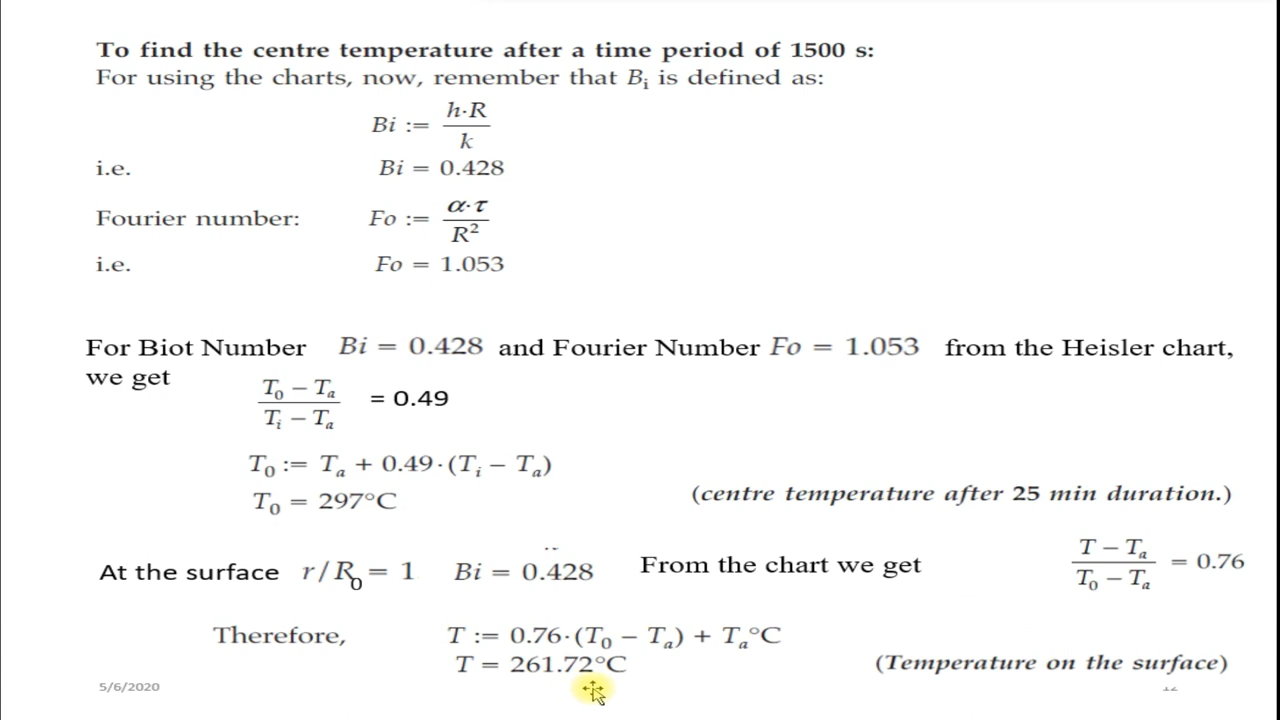 To find the centre temperature after a time period of 1500 s:
For using the charts, now, remember that Bi is defined as:
Bi := h·R / k
i.e. Bi = 0.428
Fourier number: Fo := α·τ / R²
i.e. Fo = 1.053
For Biot Number Bi = 0.428 and Fourier Number Fo = 1.053 from the Heisler chart,
we get
T₀ − Tₐ / Tᵢ − Tₐ = 0.49
T₀ := Tₐ + 0.49·(Tᵢ − Tₐ)
T₀ = 297°C (centre temperature after 25 min duration.)
At the surface r/R₀ = 1 Bi = 0.428 From the chart we get T − Tₐ / T₀ − Tₐ = 0.76
Therefore, T := 0.76·(T₀ − Tₐ) + Tₐ°C
T = 261.72°C (Temperature on the surface)
5/6/2020